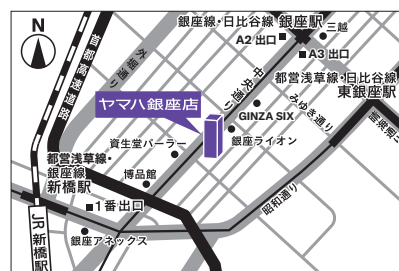 銀座線・日比谷線 銀座駅
三越
A2 出口
A3 出口
N
首都高速道路
外堀通り
中央通り
都営浅草線・日比谷線
東銀座駅
みゆき通り
ヤマハ銀座店
GINZA SIX
銀座ライオン
資生堂パーラー
都営浅草線・
銀座線
新橋駅
博品館
1番出口
昭和通り
銀座アネックス
JR 新橋駅